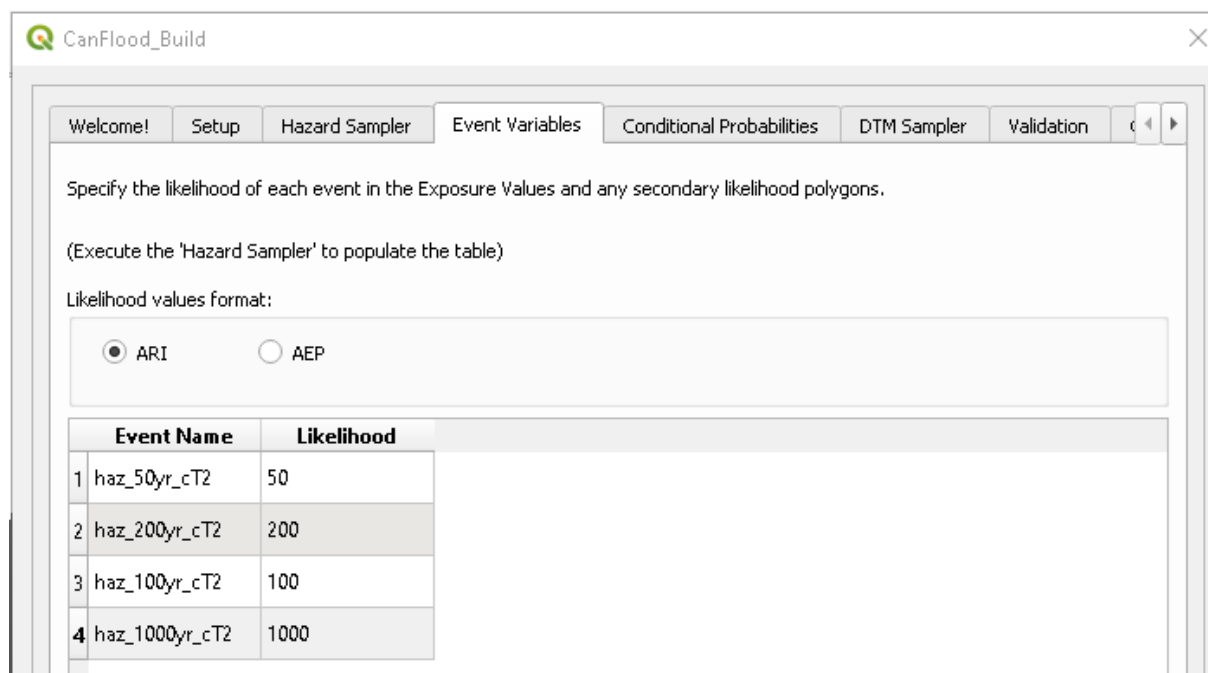 CanFlood_Build
Welcome! Setup Hazard Sampler Event Variables Conditional Probabilities DTM Sampler Validation
Specify the likelihood of each event in the Exposure Values and any secondary likelihood polygons.
(Execute the 'Hazard Sampler' to populate the table)
Likelihood values format:
ARI AEP
Event Name Likelihood
1 haz_50yr_cT2 50
2 haz_200yr_cT2 200
3 haz_100yr_cT2 100
4 haz_1000yr_cT2 1000